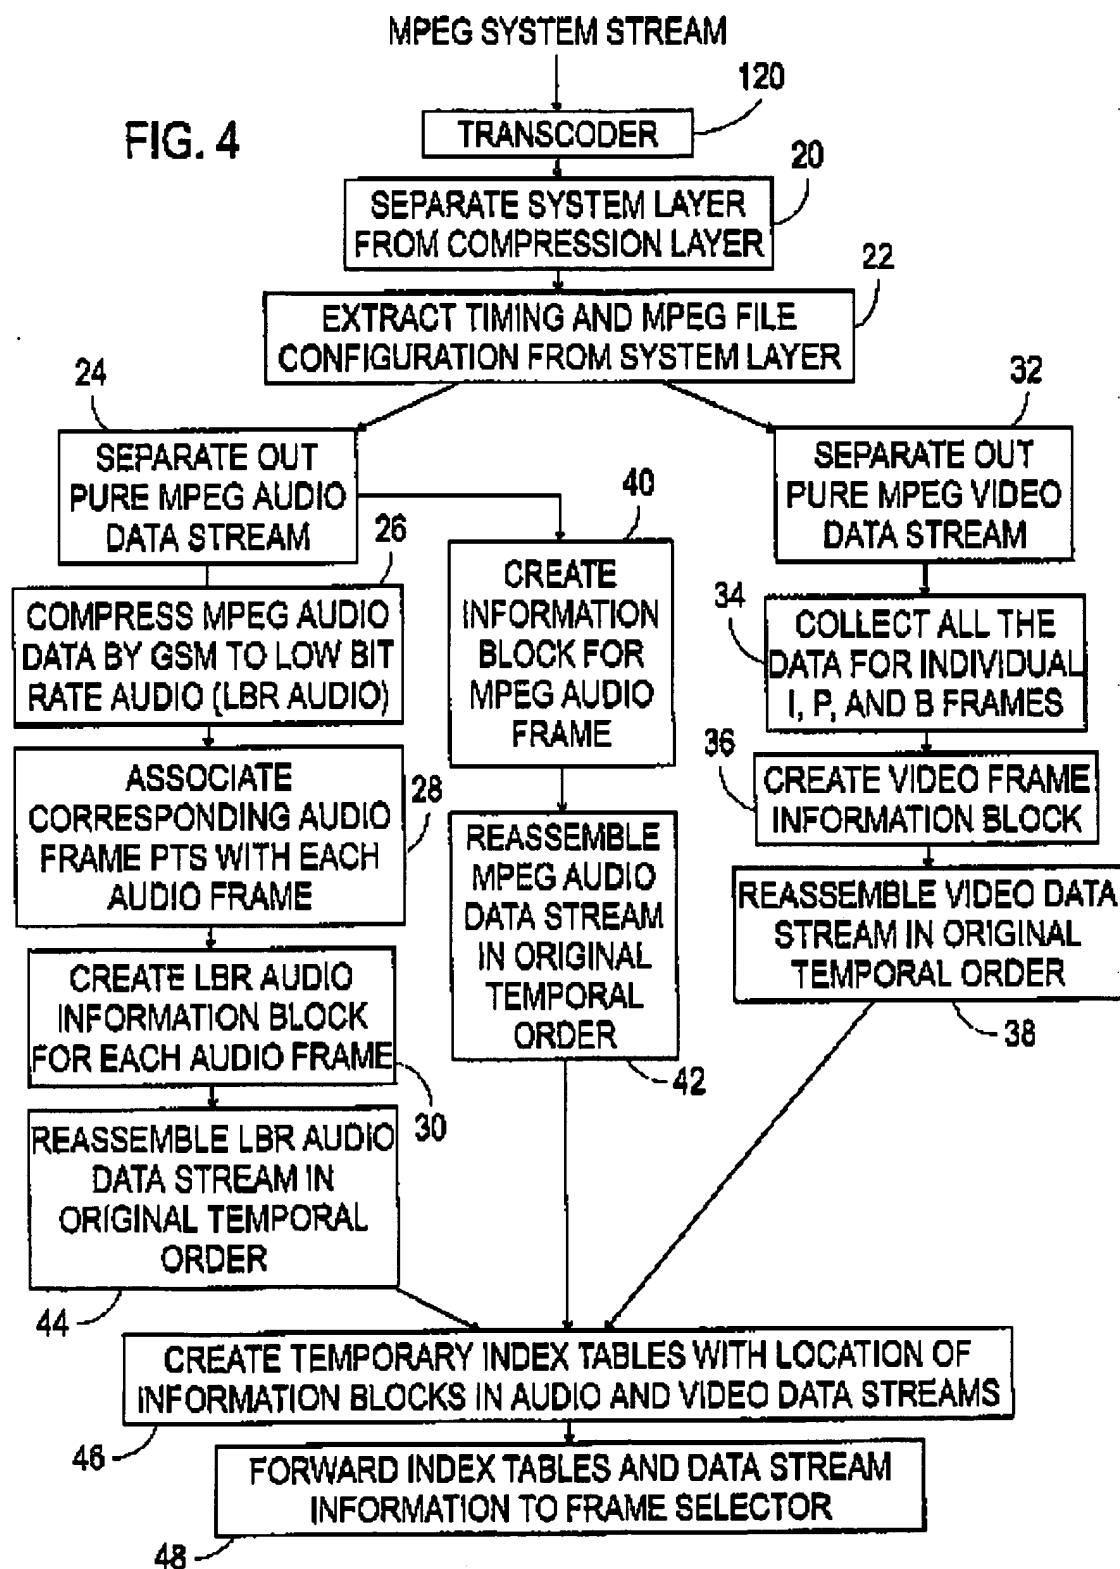 MPEG SYSTEM STREAM
120
FIG. 4
TRANSCODER
20
SEPARATE SYSTEM LAYER
FROM COMPRESSION LAYER
22
EXTRACT TIMING AND MPEG FILE
CONFIGURATION FROM SYSTEM LAYER
24
SEPARATE OUT
PURE MPEG AUDIO
DATA STREAM
26
COMPRESS MPEG AUDIO
DATA BY GSM TO LOW BIT
RATE AUDIO (LBR AUDIO)
ASSOCIATE
CORRESPONDING AUDIO
FRAME PTS WITH EACH
AUDIO FRAME
28
CREATE LBR AUDIO
INFORMATION BLOCK
FOR EACH AUDIO FRAME
30
REASSEMBLE LBR AUDIO
DATA STREAM IN
ORIGINAL TEMPORAL
ORDER
44
40
CREATE
INFORMATION
BLOCK FOR
MPEG AUDIO
FRAME
REASSEMBLE
MPEG AUDIO
DATA STREAM
IN ORIGINAL
TEMPORAL
ORDER
42
32
SEPARATE OUT
PURE MPEG VIDEO
DATA STREAM
34
COLLECT ALL THE
DATA FOR INDIVIDUAL
I, P, AND B FRAMES
36
CREATE VIDEO FRAME
INFORMATION BLOCK
REASSEMBLE VIDEO DATA
STREAM IN ORIGINAL
TEMPORAL ORDER
38
CREATE TEMPORARY INDEX TABLES WITH LOCATION OF
INFORMATION BLOCKS IN AUDIO AND VIDEO DATA STREAMS
46
FORWARD INDEX TABLES AND DATA STREAM
INFORMATION TO FRAME SELECTOR
48